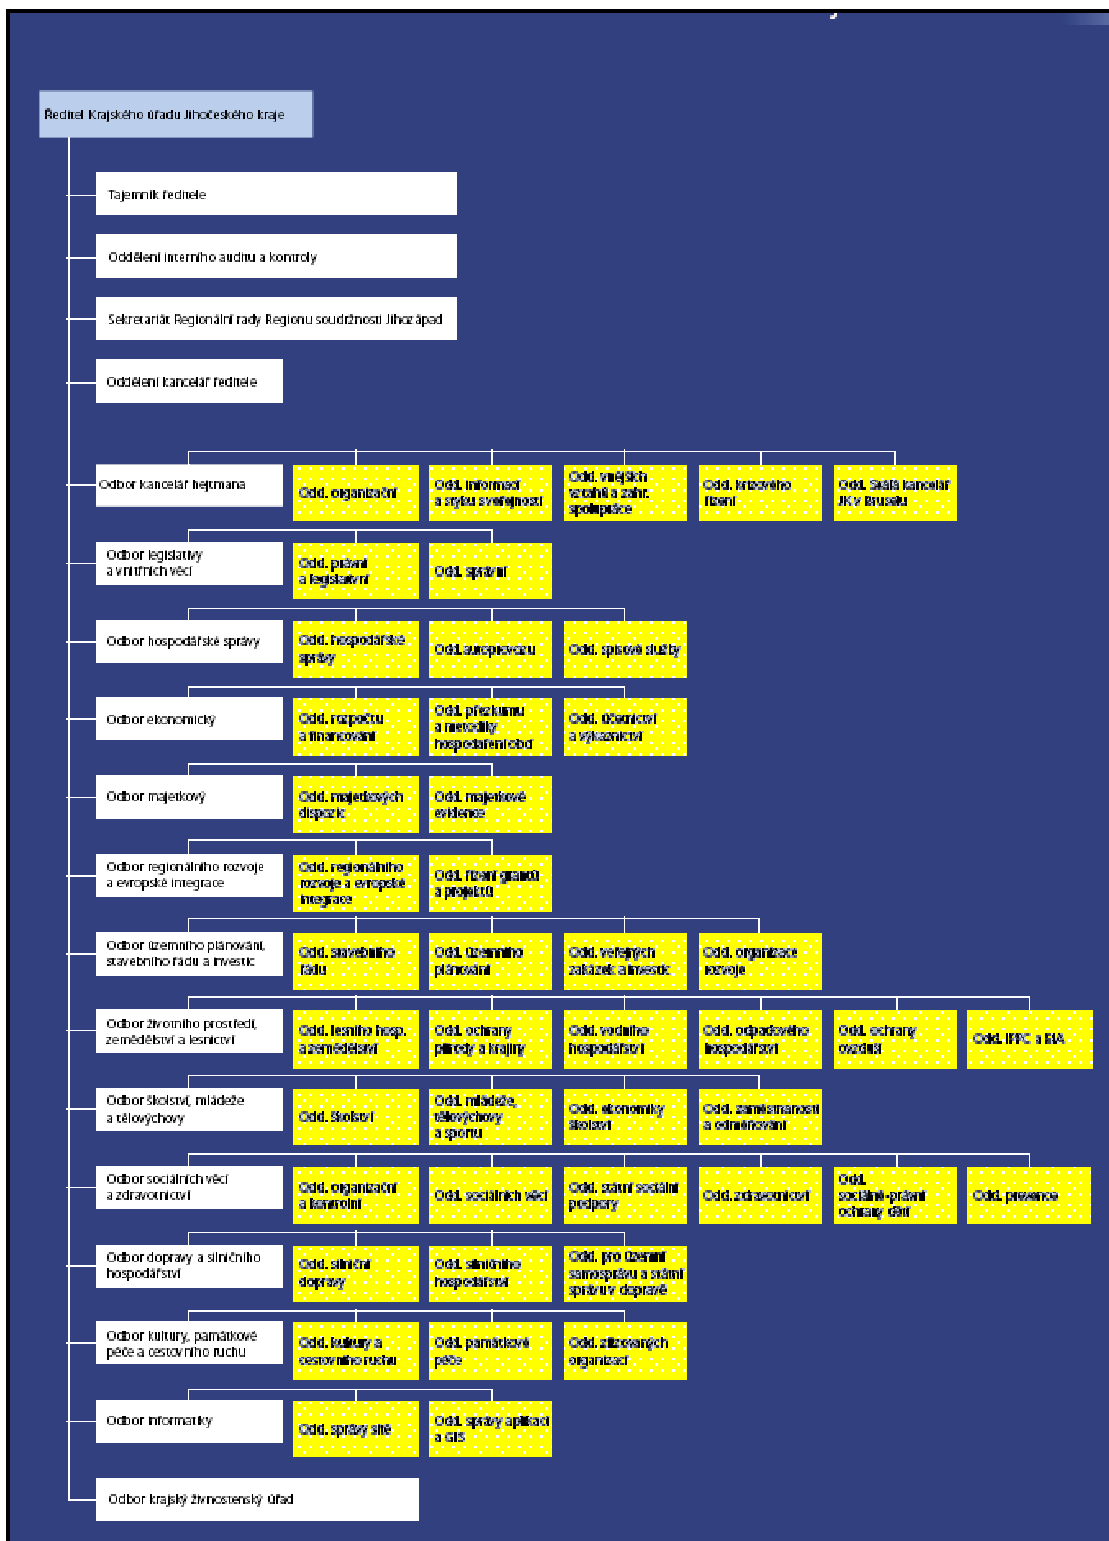 Ředitel Krajského úřadu Jihočeského kraje
Tajemník ředitele
Oddělení interního auditu a kontroly
Sekretariát Regionální rady Regionu soudržnosti Jihozápad
Oddělení kancelář ředitele
Odbor kancelář hejtmana
Odd. organizační
Odd. informací
a styku s veřejností
Odd. vnějších
vztahů a zahr.
spolupráce
Odd. krizového
řízení
Odd. Stálá kancelář
JK v Bruselu
Odbor legislativy
a vnitřních věcí
Odd. právní
a legislativní
Odd. správní
Odbor hospodářské správy
Odd. hospodářské
správy
Odd. autoprovozu
Odd. spisové služby
Odbor ekonomický
Odd. rozpočtu
a financování
Odd. přezkumu
a metodiky
hospodaření obcí
Odd. účetnictví
a výkaznictví
Odbor majetkový
Odd. majetkových
dispozic
Odd. majetkové
evidence
Odbor regionálního rozvoje
a evropské integrace
Odd. regionálního
rozvoje a evropské
integrace
Odd. řízení grantů
a projektů
Odbor územního plánování,
stavebního řádu a investic
Odd. stavebního
řádu
Odd. územního
plánování
Odd. veřejných
zakázek a investic
Odd. organizace
rozvoje
Odbor životního prostředí,
zemědělství a lesnictví
Odd. lesního hosp.
a zemědělství
Odd. ochrany
přírody a krajiny
Odd. vodního
hospodářství
Odd. odpadového
hospodářství
Odd. ochrany
ovzduší
Odd. IPPC a EIA
Odbor školství, mládeže
a tělovýchovy
Odd. školství
Odd. mládeže,
tělovýchovy
a sportu
Odd. ekonomiky
školství
Odd. zaměstnanosti
a odměňování
Odbor sociálních věcí
a zdravotnictví
Odd. organizační
a kontrolní
Odd. sociálních věcí
Odd. státní sociální
podpory
Odd. zdravotnictví
Odd.
sociálně-právní
ochrany dětí
Odd. prevence
Odbor dopravy a silničního
hospodářství
Odd. silniční
dopravy
Odd. silničního
hospodářství
Odd. pro územní
samosprávu a státní
správu v dopravě
Odbor kultury, památkové
péče a cestovního ruchu
Odd. kultury a
cestovního ruchu
Odd. památkové
péče
Odd. zřizovaných
organizací
Odbor informatiky
Odd. správy sítě
Odd. správy aplikací
a GIS
Odbor krajský živnostenský úřad